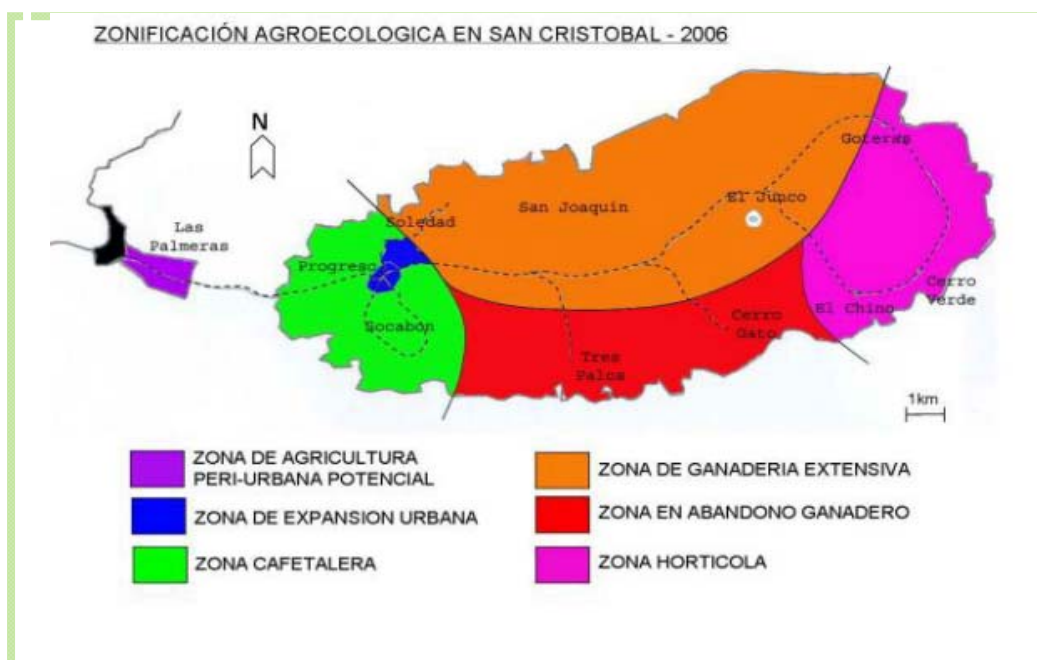 ZONIFICACIÓN AGROECOLOGICA EN SAN CRISTOBAL - 2006
N
Goteras
Las
Palmeras
Soledad
San Joaquin
El Junco
Progreso
Socabón
El Chino
Cerro
Verde
Cerro
Gato
Tres
Palos
1km
ZONA DE AGRICULTURA
PERI-URBANA POTENCIAL
ZONA DE EXPANSION URBANA
ZONA CAFETALERA
ZONA DE GANADERIA EXTENSIVA
ZONA EN ABANDONO GANADERO
ZONA HORTICOLA